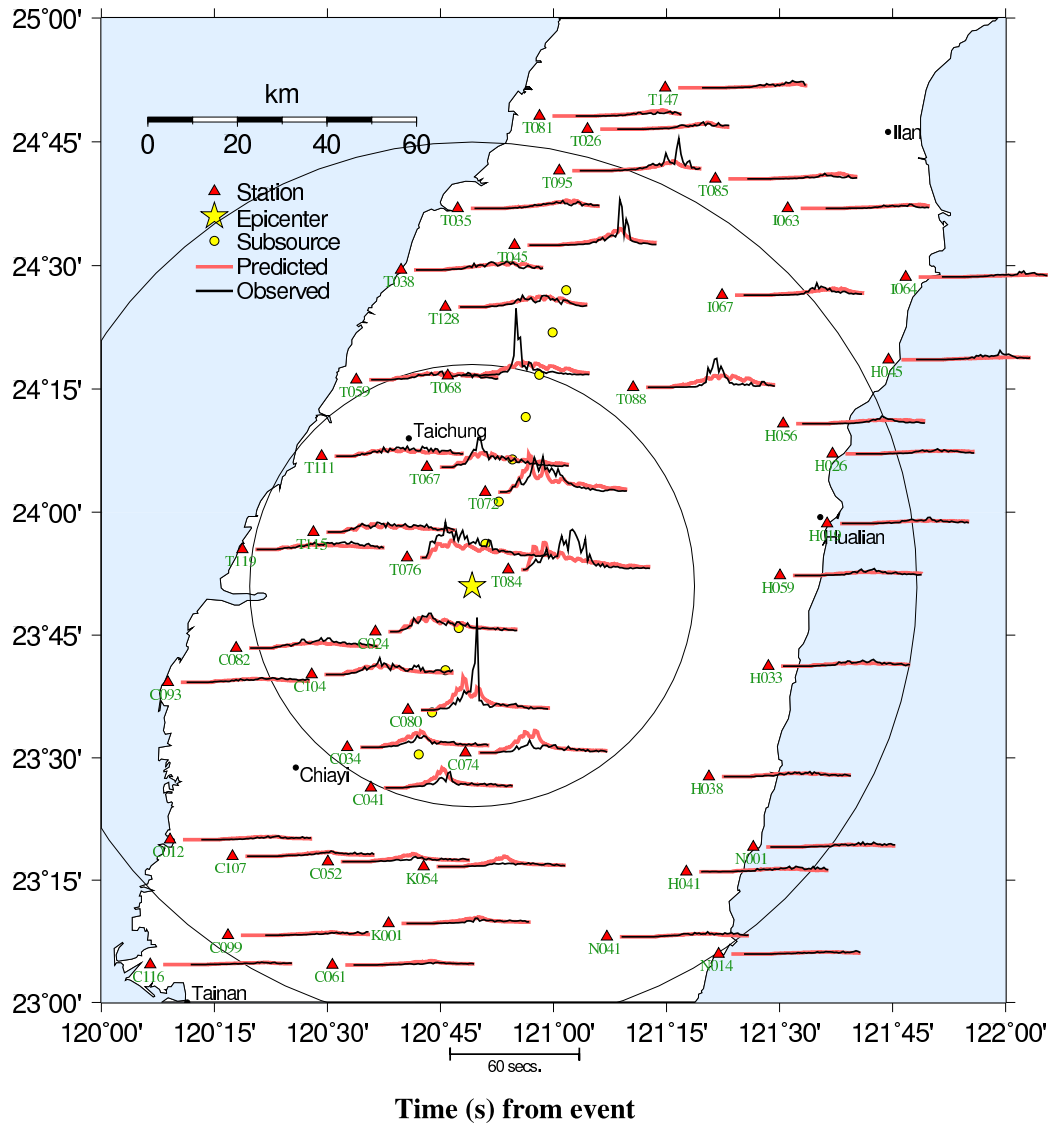 25°00'
km
T147
T081
T026
Ilan
24°45'
0 20 40 60
T095
T085
Station
Epicenter
Subsource
Predicted
Observed
T035
I063
T045
24°30'
T038
I064
I067
T128
H045
24°15'
T059
T068
T088
H056
Taichung
T111
T067
H026
T072
24°00'
T115
T119
T076
T084
Hualian
H059
23°45'
C024
C082
C104
C093
H033
C080
23°30'
C034
C074
Chiayi
C041
H038
C012
C107
C052
K054
N001
23°15'
H041
C099
K001
N041
C116
C061
N014
Tainan
23°00'
120°00' 120°15' 120°30' 120°45' 121°00' 121°15' 121°30' 121°45' 122°00'
60 secs.
Time (s) from event